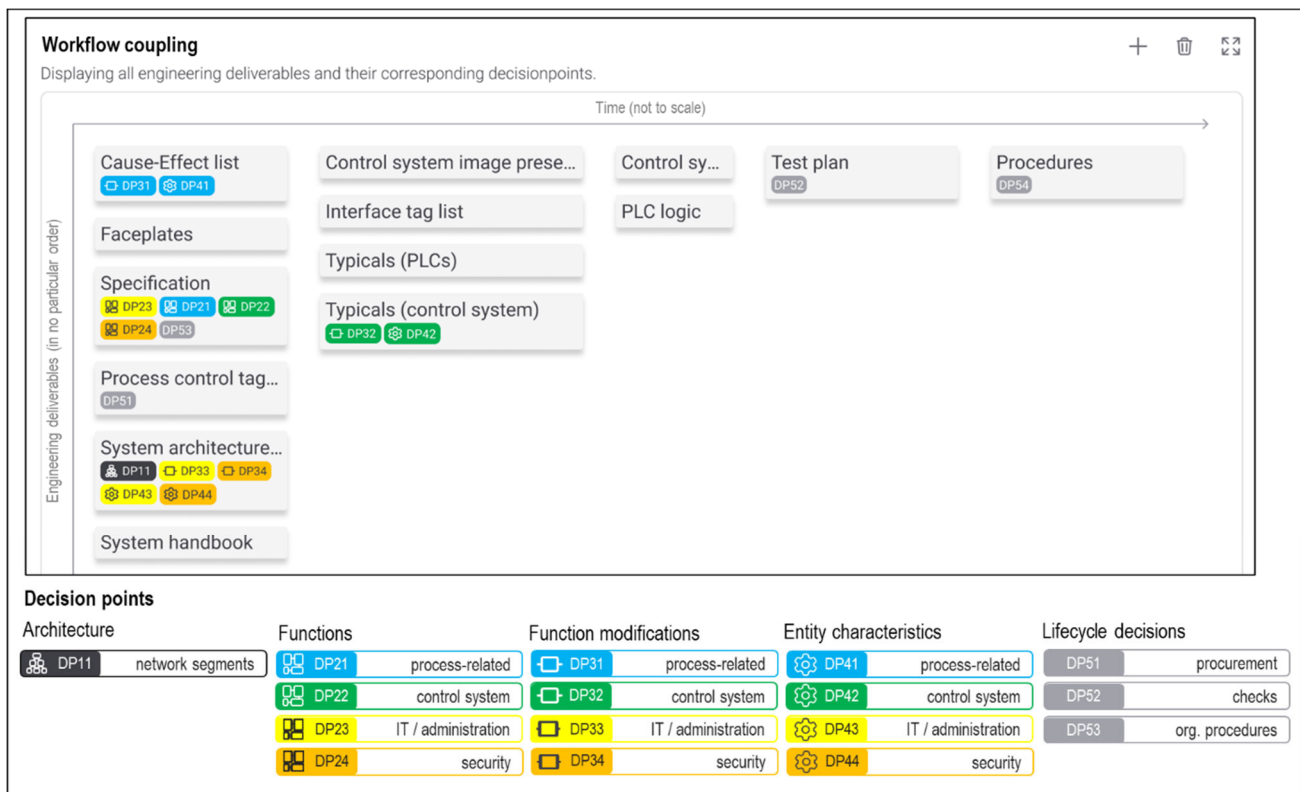 Workflow coupling
Displaying all engineering deliverables and their corresponding decisionpoints.
Time (not to scale)
Engineering deliverables (in no particular order)
Cause-Effect list
DP31 DP41
Faceplates
Specification
DP23 DP21 DP22
DP24 DP53
Process control tag...
DP51
System architecture...
DP11 DP33 DP34
DP43 DP44
System handbook
Control system image prese...
Interface tag list
Typicals (PLCs)
Typicals (control system)
DP32 DP42
Control sy...
PLC logic
Test plan
DP52
Procedures
DP54
Decision points
Architecture
DP11 network segments
Functions
DP21 process-related
DP22 control system
DP23 IT / administration
DP24 security
Function modifications
DP31 process-related
DP32 control system
DP33 IT / administration
DP34 security
Entity characteristics
DP41 process-related
DP42 control system
DP43 IT / administration
DP44 security
Lifecycle decisions
DP51 procurement
DP52 checks
DP53 org. procedures